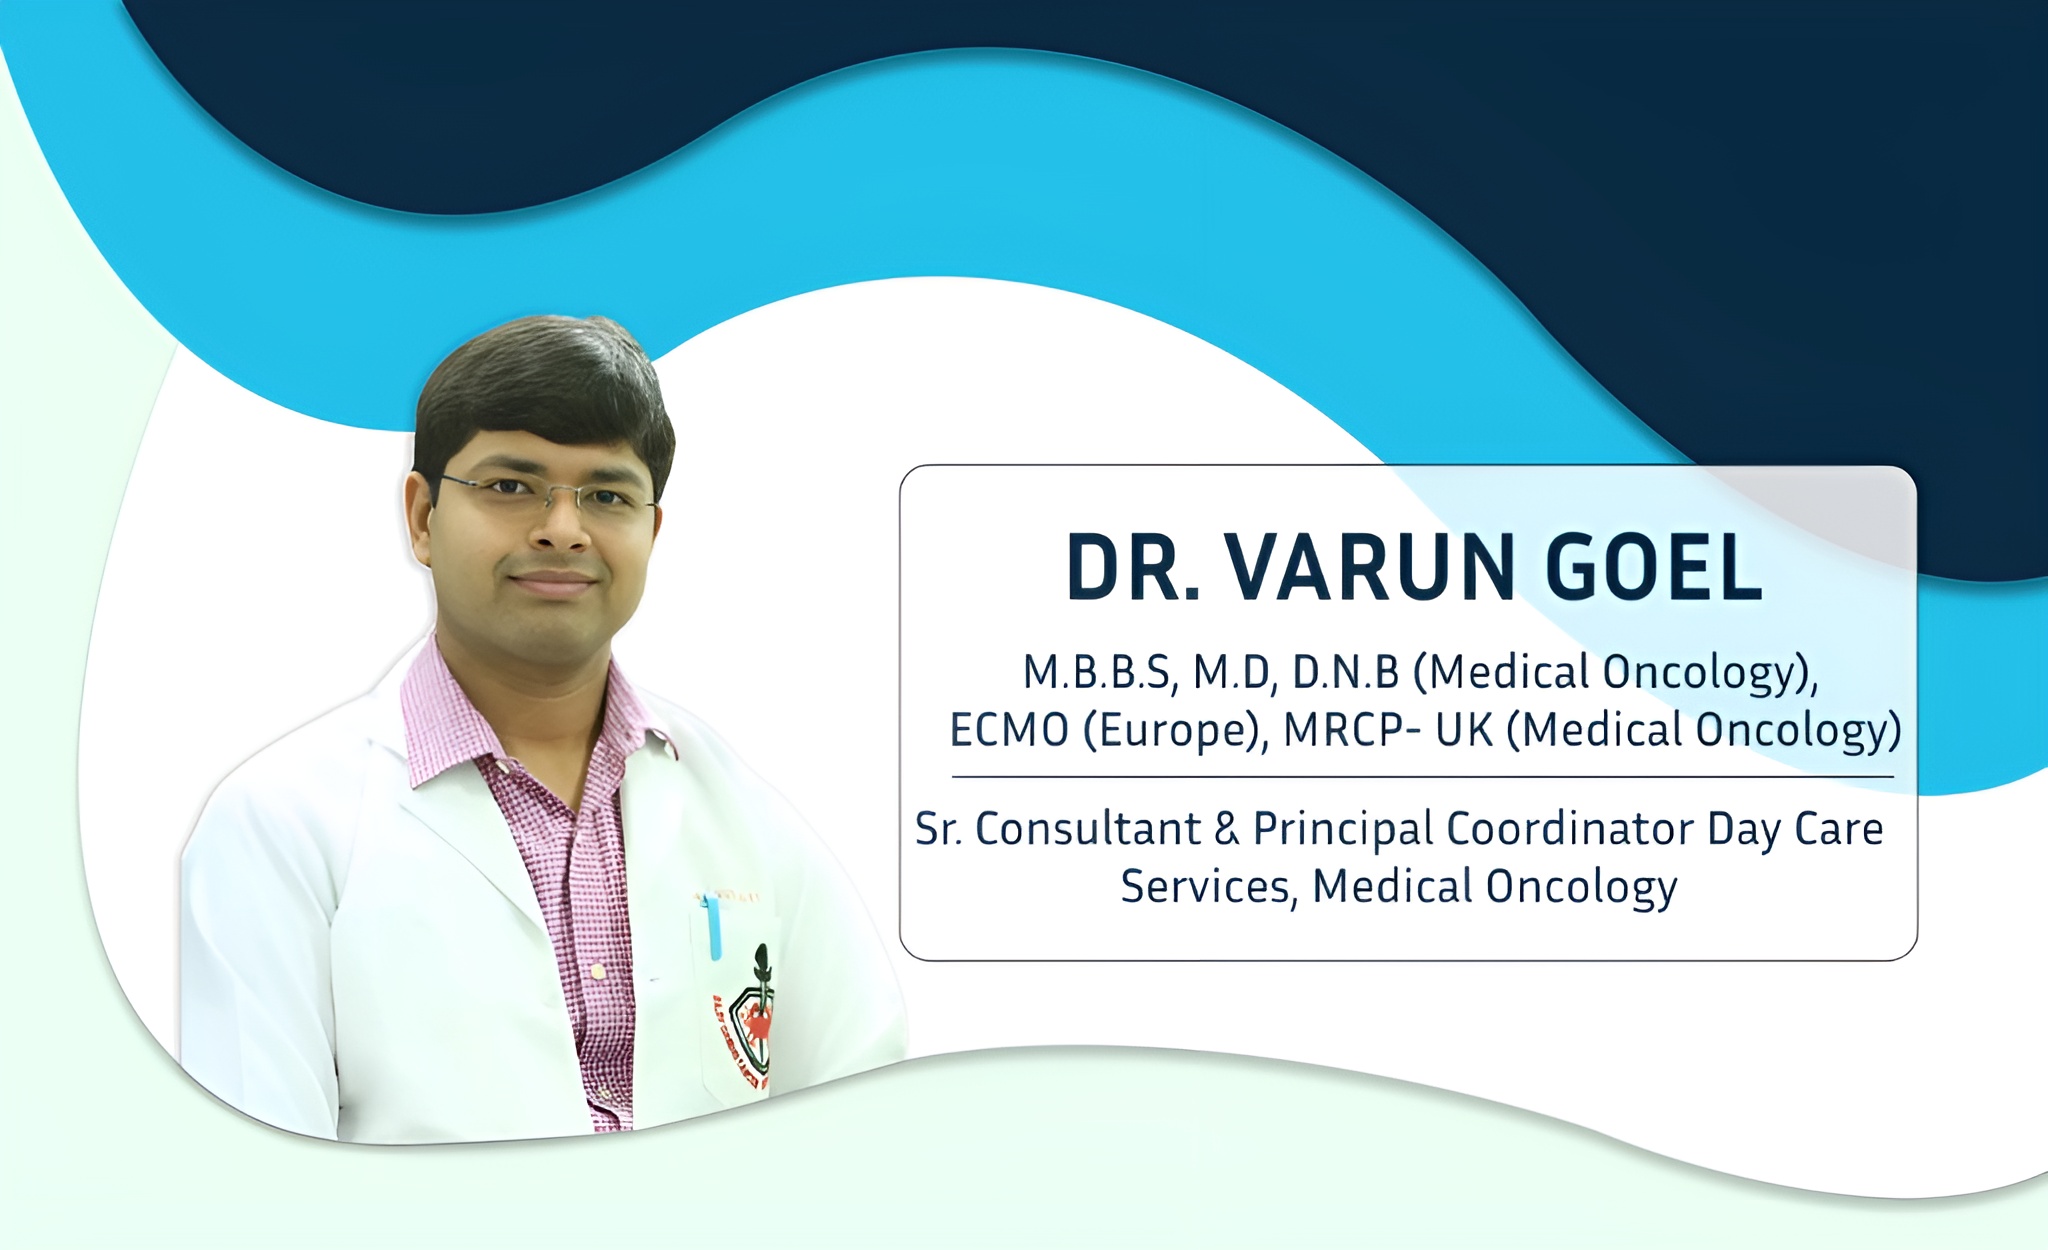 DR. VARUN GOEL
M.B.B.S, M.D, D.N.B (Medical Oncology),
ECMO (Europe), MRCP- UK (Medical Oncology)
Sr. Consultant & Principal Coordinator Day Care
Services, Medical Oncology